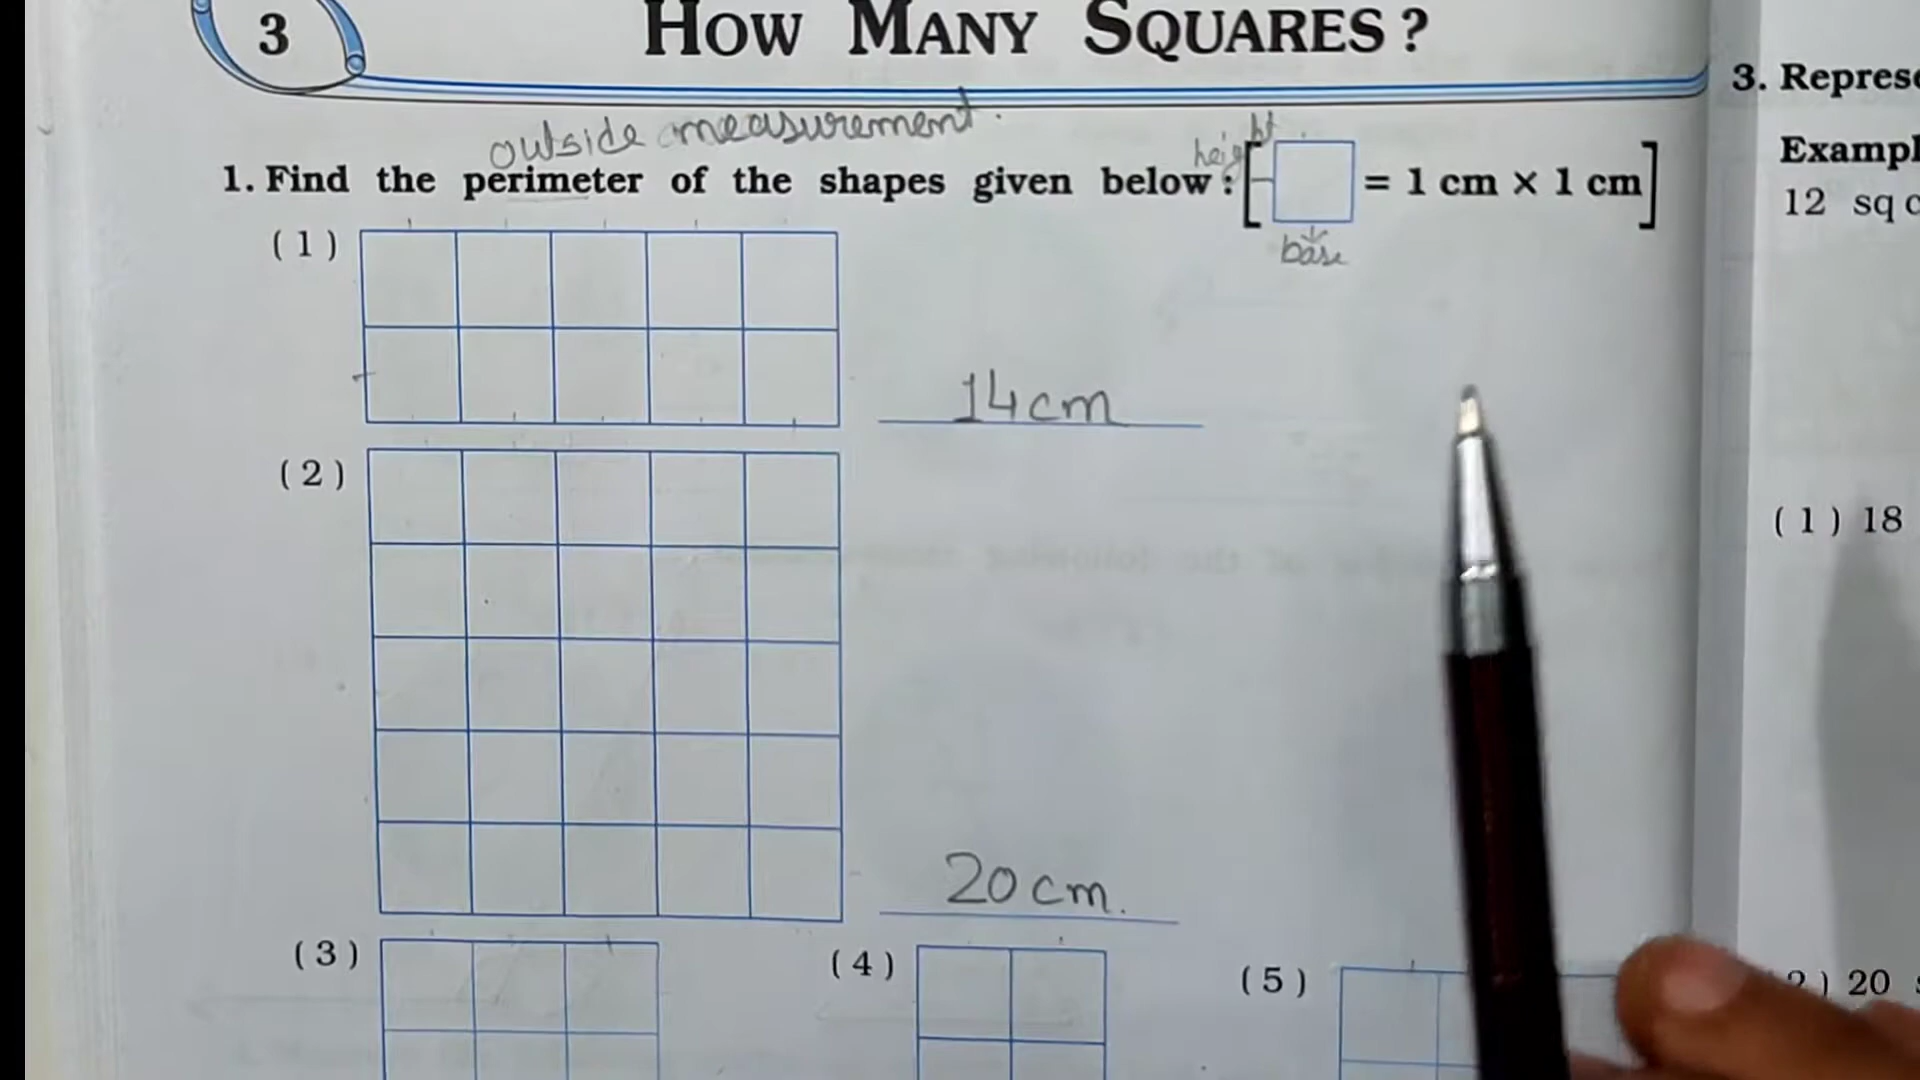 3
HOW MANY SQUARES ?
outside measurement.
height
1. Find the perimeter of the shapes given below : [ = 1 cm × 1 cm]
base
(1)
14cm
(2)
20cm.
(3)
(4)
(5)
3.
Exampl
12 sq
(1) 18
2) 20